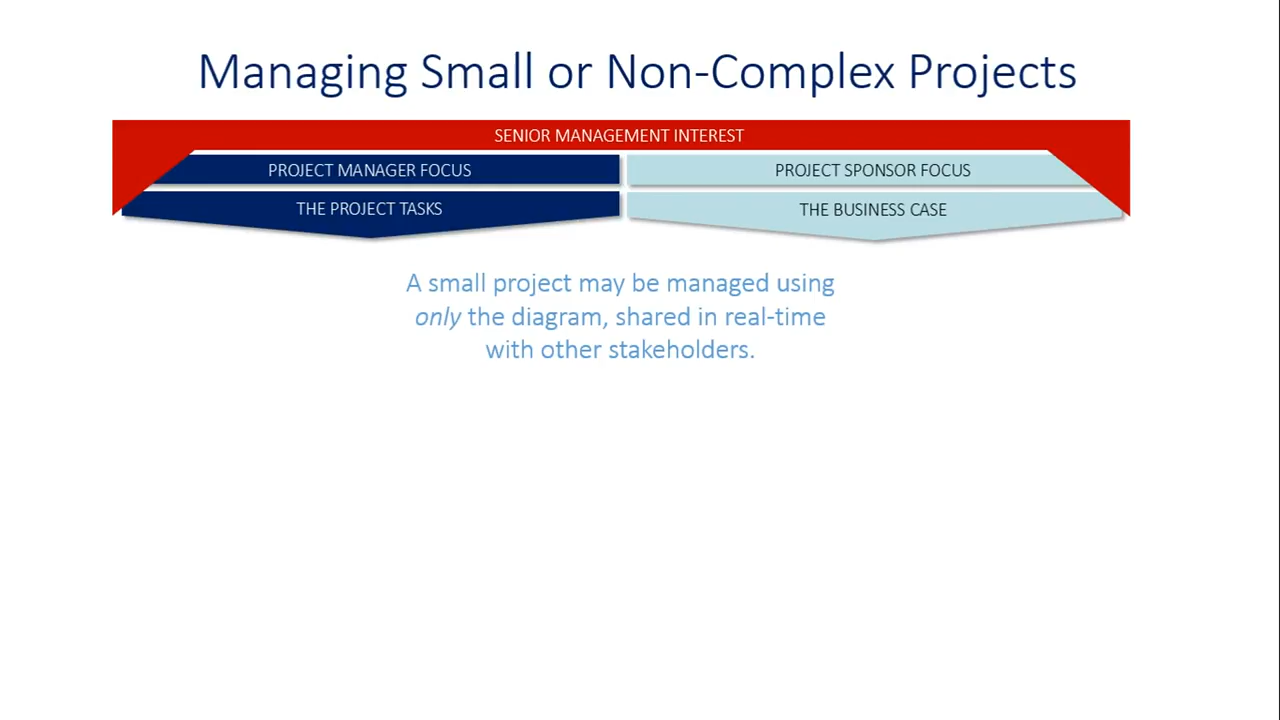 Managing Small or Non-Complex Projects
SENIOR MANAGEMENT INTEREST
PROJECT MANAGER FOCUS
PROJECT SPONSOR FOCUS
THE PROJECT TASKS
THE BUSINESS CASE
A small project may be managed using
only the diagram, shared in real-time
with other stakeholders.